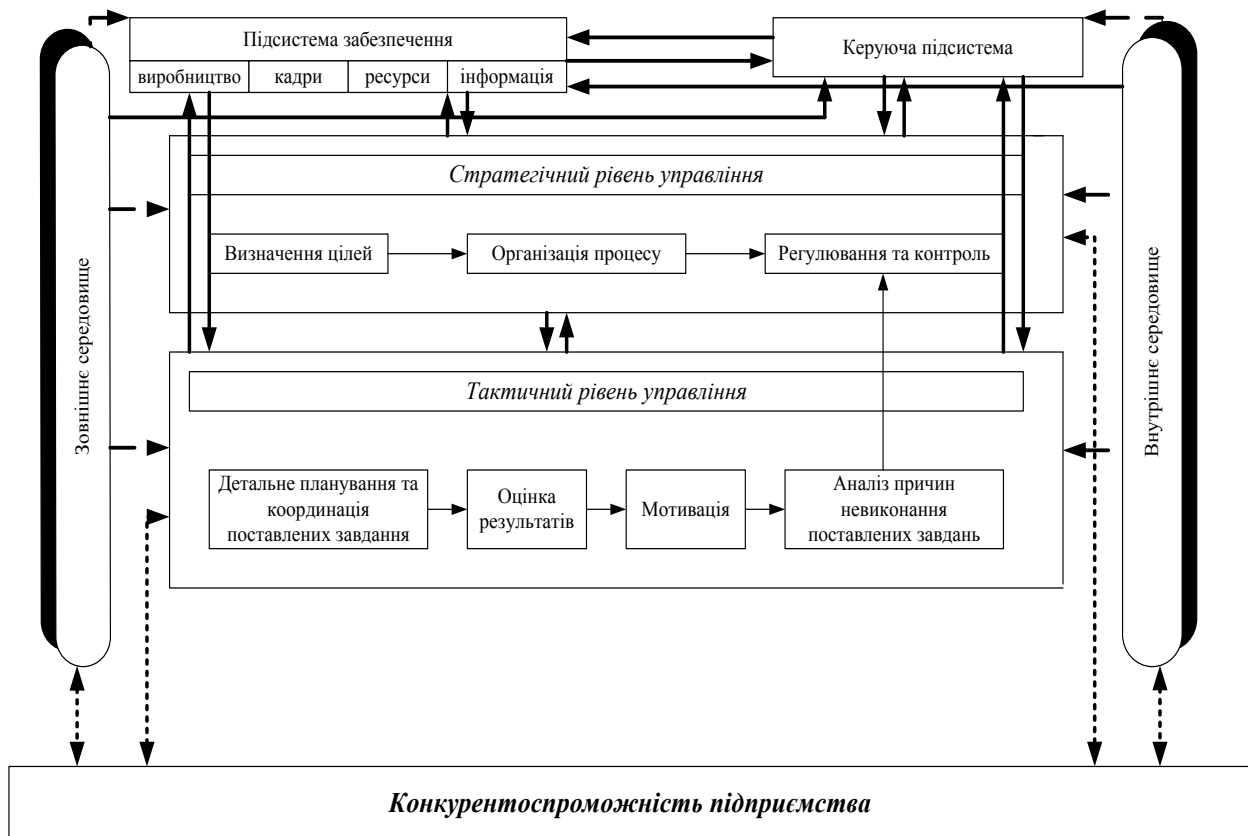 Підсистема забезпечення
Керуюча підсистема
виробництво кадри ресурси інформація
Стратегічний рівень управління
Визначення цілей
Організація процесу
Регулювання та контроль
Зовнішнє середовище
Внутрішнє середовище
Тактичний рівень управління
Детальне планування та
координація
поставлених завдання
Оцінка
результатів
Мотивація
Аналіз причин
невиконання
поставлених завдань
Конкурентоспроможність підприємства